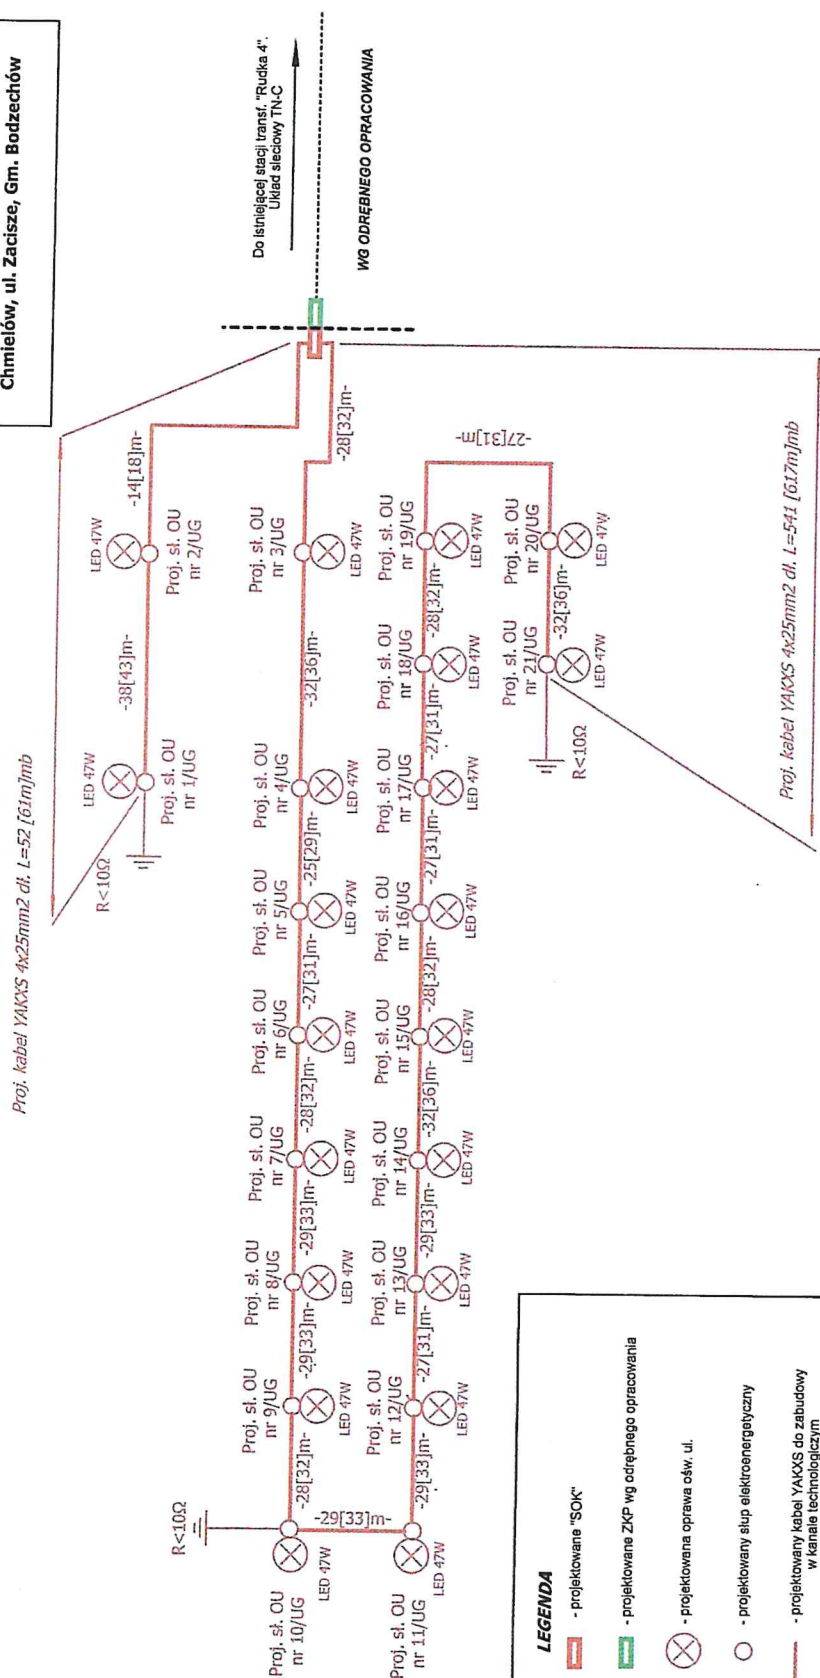 Chmielów, ul. Zacisze, Gm. Bodzechów
Do istniejącej stacji transf. "Rudka 4".
Układ sieciowy TN-C
WG ODRĘBNEGO OPRACOWANIA
Proj. kabel YAKXS 4x25mm2 dł. L=52 [61m]mb
R<10Ω
LED 47W
Proj. sł. OU
nr 1/UG
-38[43]m-
LED 47W
Proj. sł. OU
nr 2/UG
-14[18]m-
-28[32]m-
Proj. sł. OU
nr 3/UG
LED 47W
-32[36]m-
Proj. sł. OU
nr 4/UG
LED 47W
-25[29]m-
Proj. sł. OU
nr 5/UG
LED 47W
-27[31]m-
Proj. sł. OU
nr 6/UG
LED 47W
-28[32]m-
Proj. sł. OU
nr 7/UG
LED 47W
-29[33]m-
Proj. sł. OU
nr 8/UG
LED 47W
-29[33]m-
Proj. sł. OU
nr 9/UG
LED 47W
-28[32]m-
R<10Ω
LED 47W
Proj. sł. OU
nr 10/UG
-29[33]m-
LED 47W
Proj. sł. OU
nr 11/UG
-29[33]m-
Proj. sł. OU
nr 12/UG
LED 47W
-27[31]m-
Proj. sł. OU
nr 13/UG
LED 47W
-29[33]m-
Proj. sł. OU
nr 14/UG
LED 47W
-32[36]m-
Proj. sł. OU
nr 15/UG
LED 47W
-28[32]m-
Proj. sł. OU
nr 16/UG
LED 47W
-27[31]m-
Proj. sł. OU
nr 17/UG
LED 47W
-27[31]m-
Proj. sł. OU
nr 18/UG
LED 47W
-28[32]m-
Proj. sł. OU
nr 19/UG
LED 47W
-27[31]m-
Proj. sł. OU
nr 20/UG
LED 47W
-32[36]m-
Proj. sł. OU
nr 21/UG
LED 47W
R<10Ω
Proj. kabel YAKXS 4x25mm2 dł. L=541 [617m]mb
LEGENDA
- projektowane "SOK"
- projektowane ZKP wg odrębnego opracowania
- projektowana oprawa ośw. ul.
- projektowany słup elektroenergetyczny
- projektowany kabel YAKXS do zabudowy
w kanale technologicznym